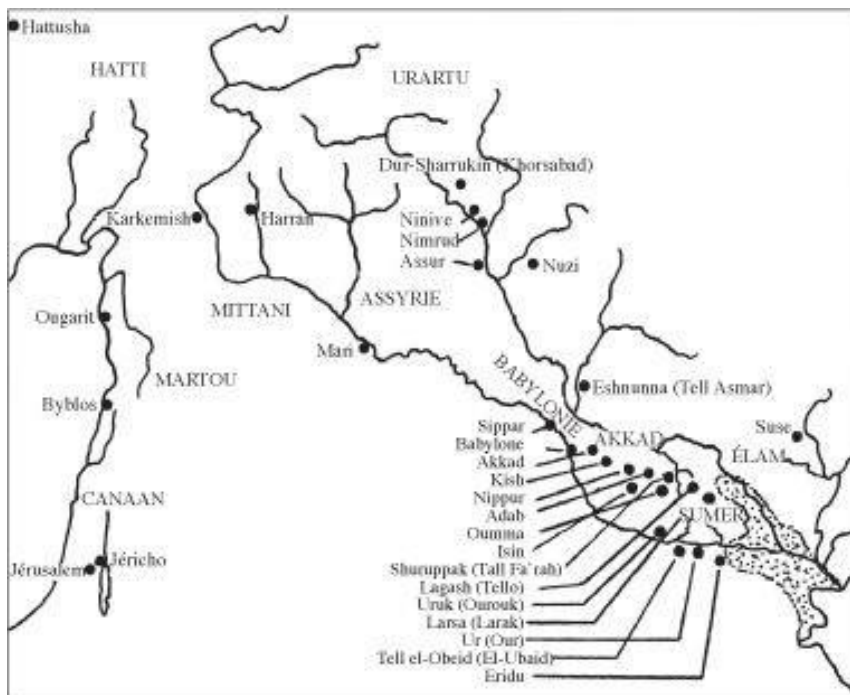 Hattusha
HATTI
URARTU
Dur-Sharrukin (Khorsabad)
Karkemish
Harran
Ninive
Nimrud
Assur
Nuzi
MITTANI
ASSYRIE
Ougarit
Mari
MARTOU
BABYLONIE
Eshnunna (Tell Asmar)
Byblos
Sippar
Suse
Babylone
AKKAD
Akkad
ÉLAM
Kish
Nippur
CANAAN
Adab
SUMER
Oumma
Isin
Jéricho
Jérusalem
Shuruppak (Tall Fa'rah)
Lagash (Tello)
Uruk (Ourouk)
Larsa (Larak)
Ur (Our)
Tell el-Obeid (El-Ubaid)
Eridu